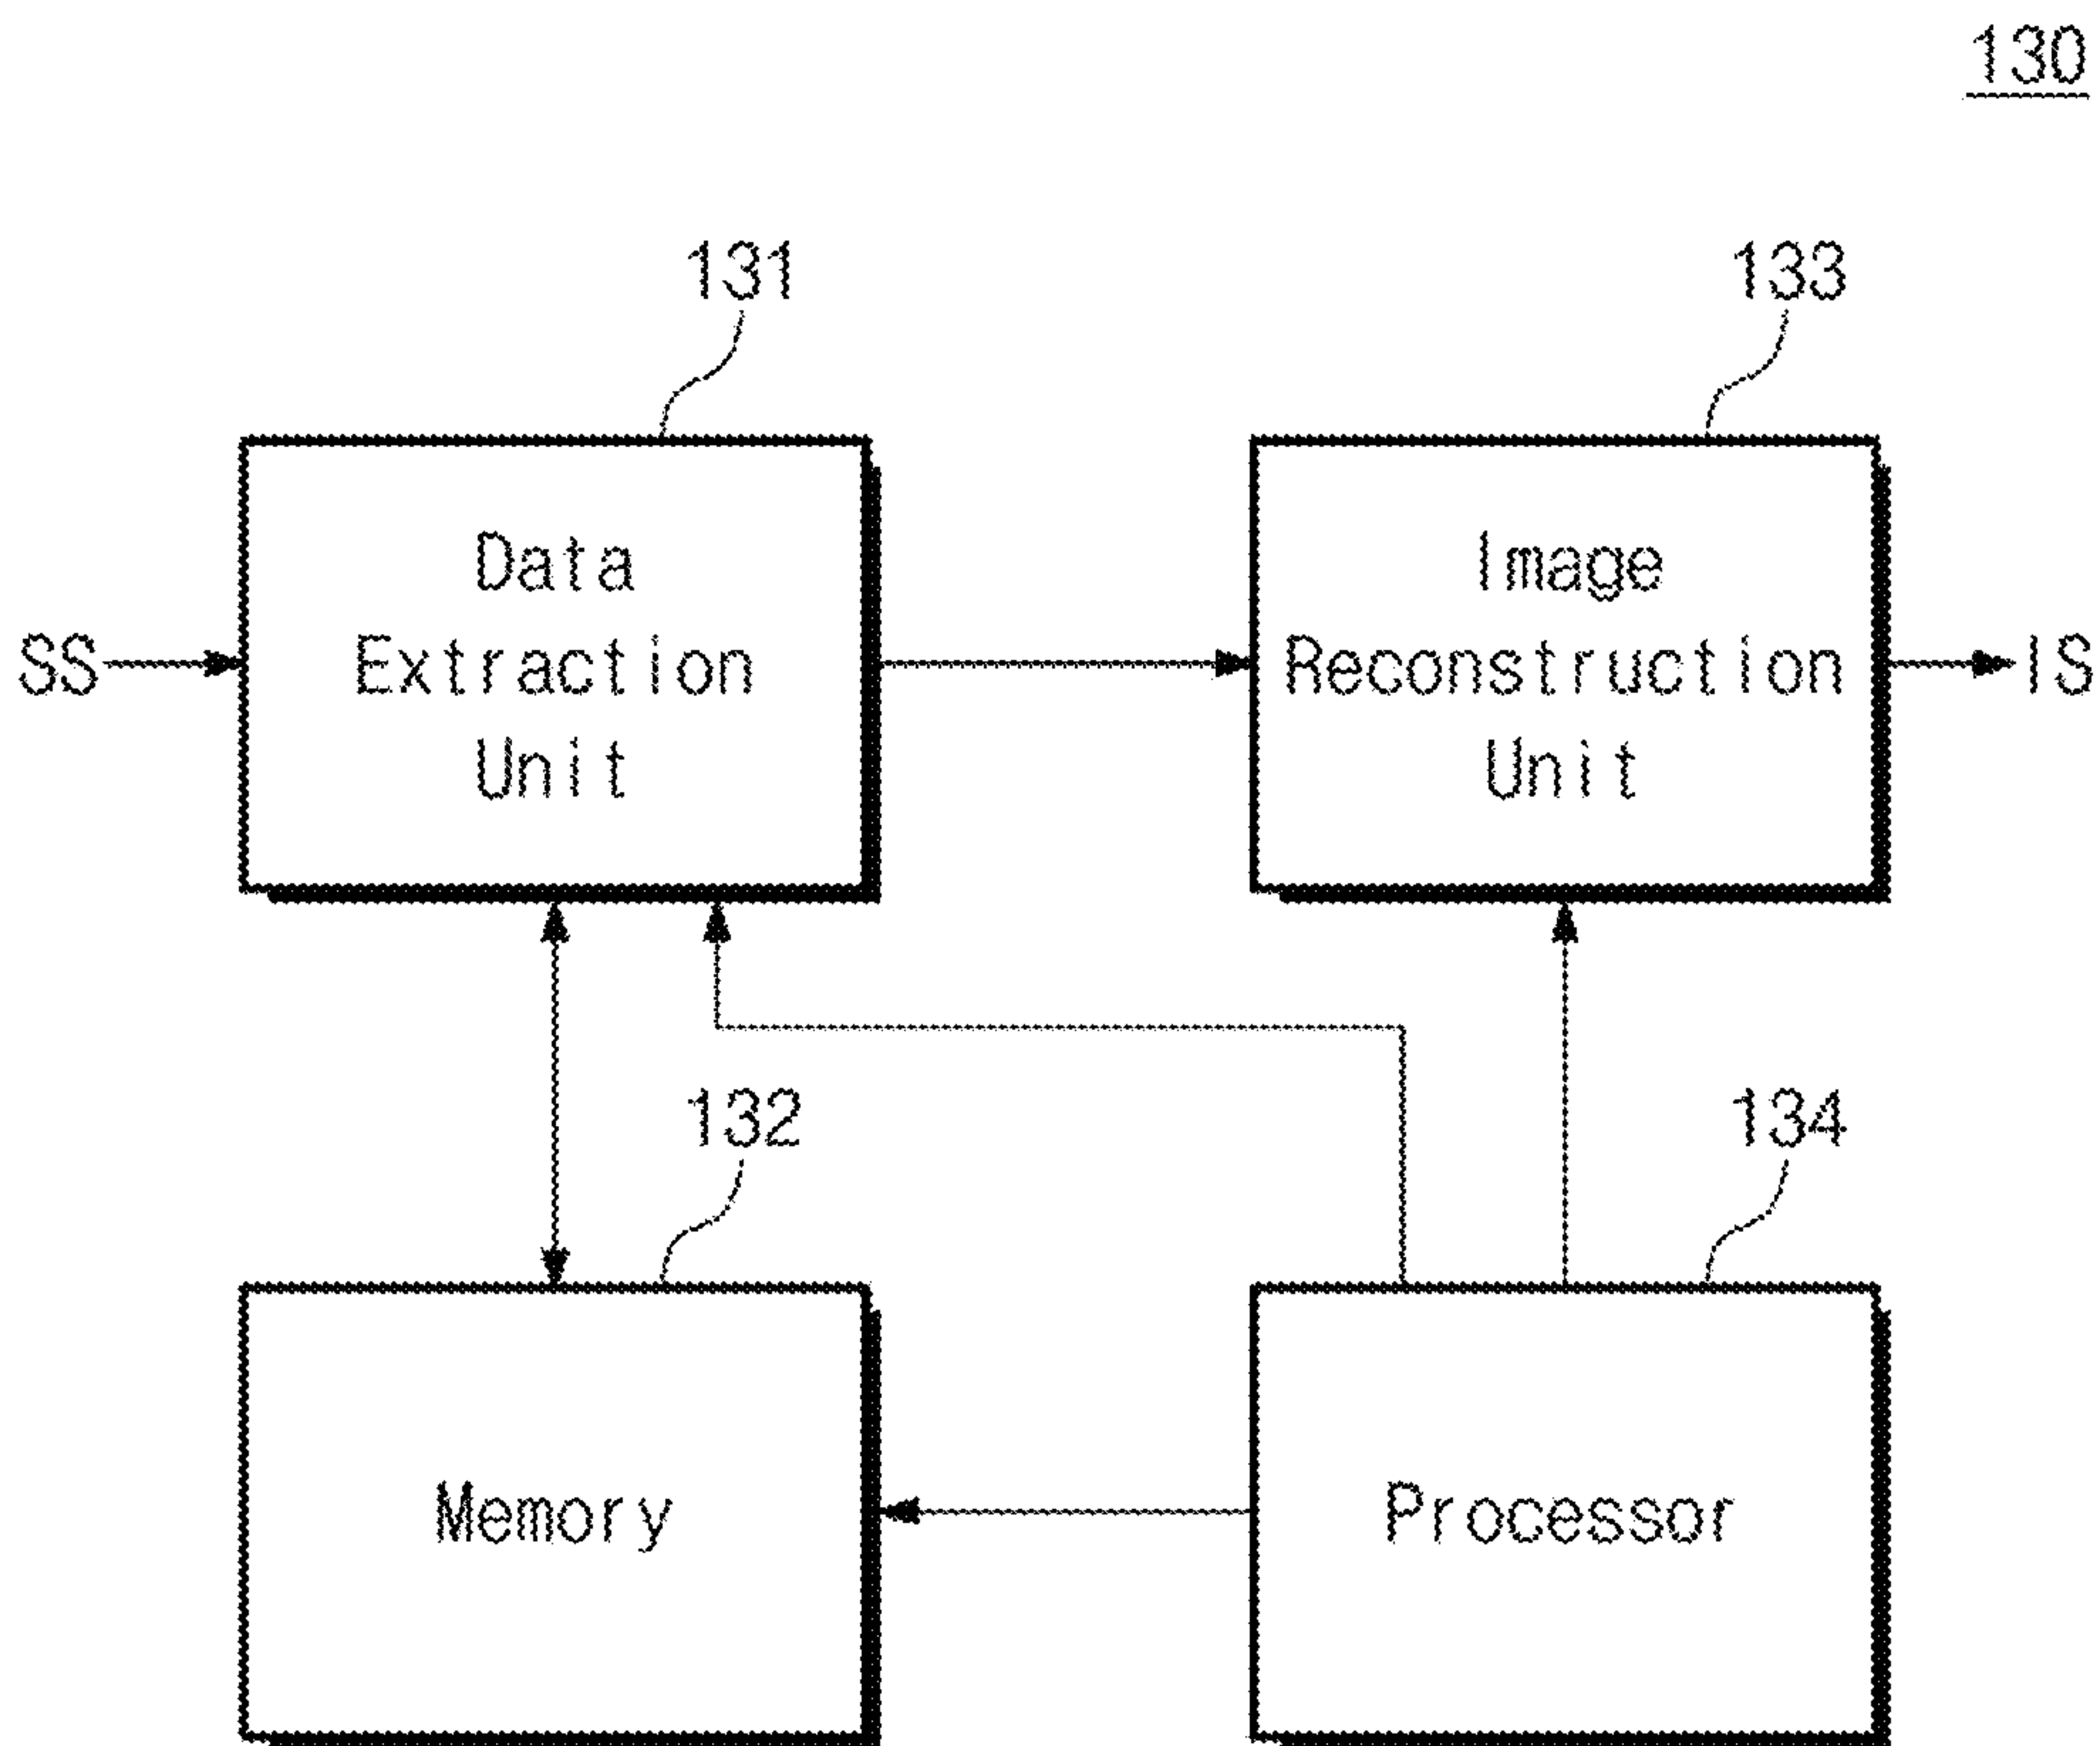 130
131
133
Data
Extraction
Unit
Image
Reconstruction
Unit
SS
IS
132
134
Memory
Processor